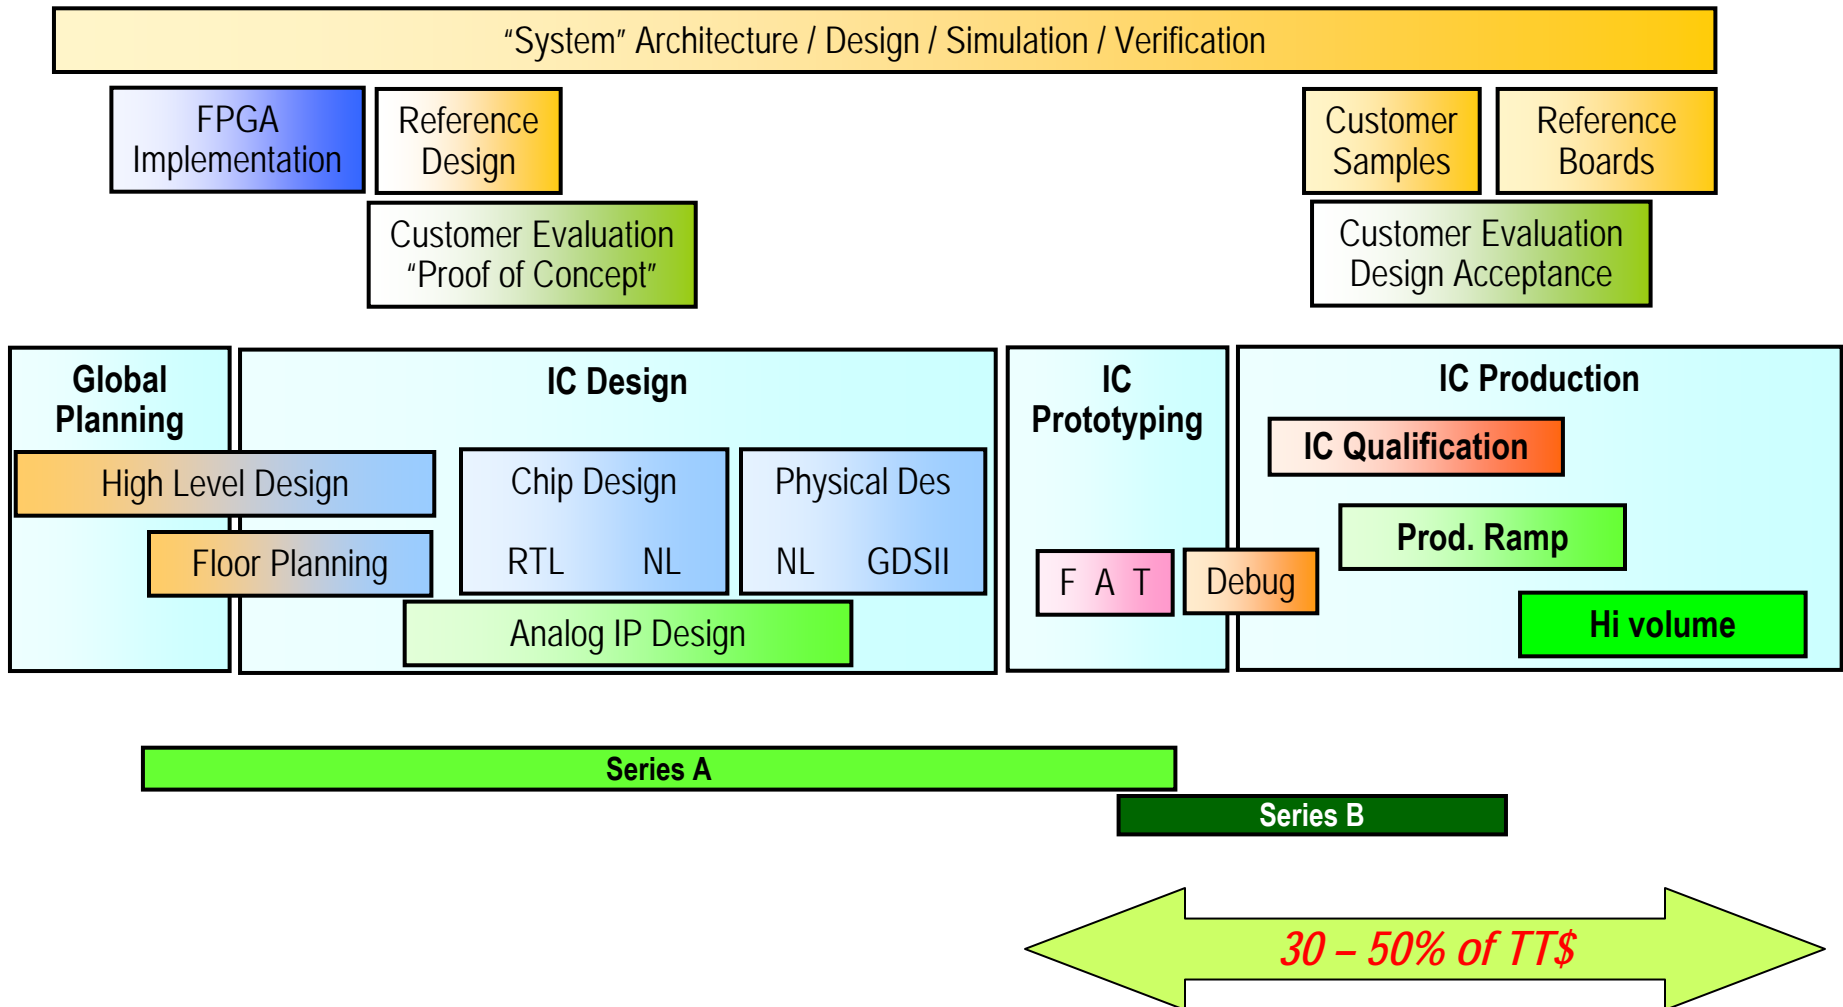 “System” Architecture / Design / Simulation / Verification
FPGA
Implementation
Reference
Design
Customer
Samples
Reference
Boards
Customer Evaluation
“Proof of Concept”
Customer Evaluation
Design Acceptance
Global
Planning
IC Design
IC
Prototyping
IC Production
IC Qualification
High Level Design
Chip Design
RTL NL
Physical Des
NL GDSII
Prod. Ramp
Floor Planning
F A T
Debug
Analog IP Design
Hi volume
Series A
Series B
30 – 50% of TT$